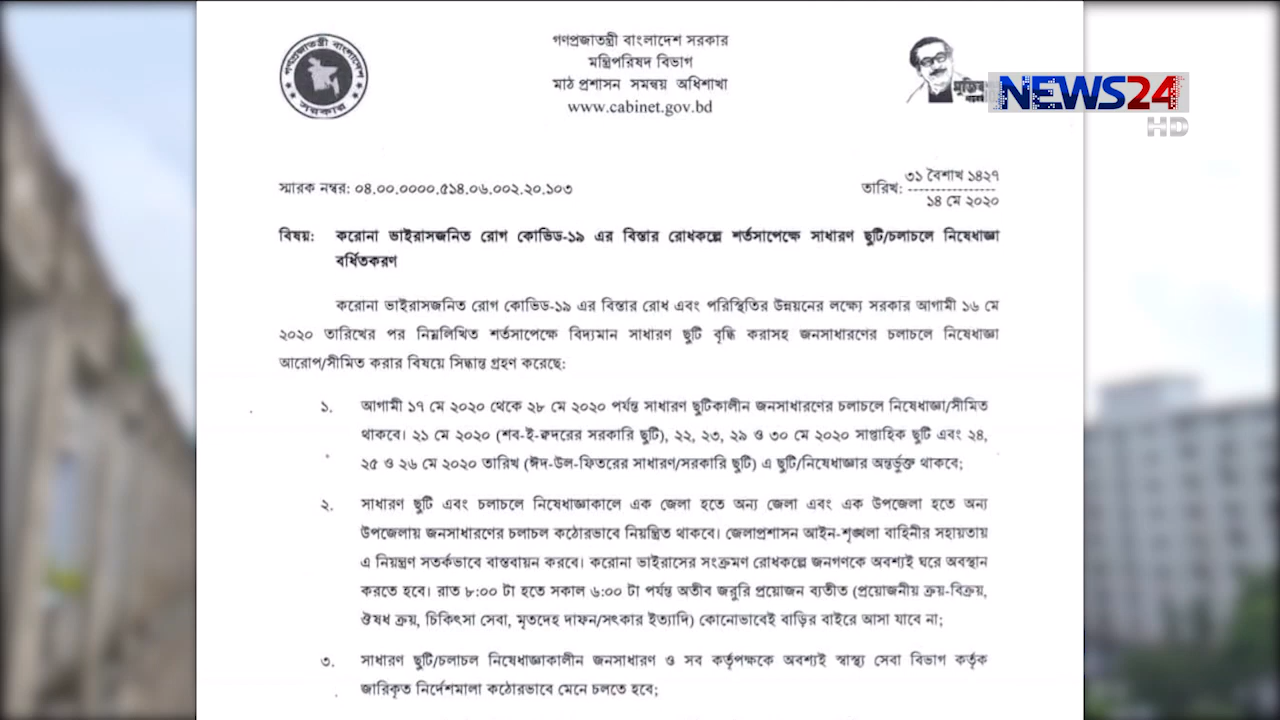 গণপ্রজাতন্ত্রী বাংলাদেশ সরকার
মন্ত্রিপরিষদ বিভাগ
মাঠ প্রশাসন সমন্বয় অধিশাখা
www.cabinet.gov.bd
গণপ্রজাতন্ত্রী বাংলাদেশ
সরকার
NEWS24
HD
স্মারক নম্বর: ০৪.০০.০০০০.৫১৪.০৬.০০২.২০.১০৩
৩১ বৈশাখ ১৪২৭
তারিখ: ----------------
১৪ মে ২০২০
বিষয়: করোনা ভাইরাসজনিত রোগ কোভিড-১৯ এর বিস্তার রোধকল্পে শর্তসাপেক্ষে সাধারণ ছুটি/চলাচলে নিষেধাজ্ঞা
বর্ধিতকরণ
করোনা ভাইরাসজনিত রোগ কোভিড-১৯ এর বিস্তার রোধ এবং পরিস্থিতির উন্নয়নের লক্ষ্যে সরকার আগামী ১৬ মে
২০২০ তারিখের পর নিম্নলিখিত শর্তসাপেক্ষে বিদ্যমান সাধারণ ছুটি বৃদ্ধি করাসহ জনসাধারণের চলাচলে নিষেধাজ্ঞা
আরোপ/সীমিত করার বিষয়ে সিদ্ধান্ত গ্রহণ করেছে:
১. আগামী ১৭ মে ২০২০ থেকে ২৮ মে ২০২০ পর্যন্ত সাধারণ ছুটিকালীন জনসাধারণের চলাচলে নিষেধাজ্ঞা/সীমিত
থাকবে। ২১ মে ২০২০ (শব-ই-ক্বদরের সরকারি ছুটি), ২২, ২৩, ২৯ ও ৩০ মে ২০২০ সাপ্তাহিক ছুটি এবং ২৪,
২৫ ও ২৬ মে ২০২০ তারিখ (ঈদ-উল-ফিতরের সাধারণ/সরকারি ছুটি) এ ছুটি/নিষেধাজ্ঞার অন্তর্ভুক্ত থাকবে;
২. সাধারণ ছুটি এবং চলাচলে নিষেধাজ্ঞাকালে এক জেলা হতে অন্য জেলা এবং এক উপজেলা হতে অন্য
উপজেলায় জনসাধারণের চলাচল কঠোরভাবে নিয়ন্ত্রিত থাকবে। জেলাপ্রশাসন আইন-শৃঙ্খলা বাহিনীর সহায়তায়
এ নিয়ন্ত্রণ সতর্কভাবে বাস্তবায়ন করবে। করোনা ভাইরাসের সংক্রমণ রোধকল্পে জনগণকে অবশ্যই ঘরে অবস্থান
করতে হবে। রাত ৮:০০ টা হতে সকাল ৬:০০ টা পর্যন্ত অতীব জরুরি প্রয়োজন ব্যতীত (প্রয়োজনীয় ক্রয়-বিক্রয়,
ঔষধ ক্রয়, চিকিৎসা সেবা, মৃতদেহ দাফন/সৎকার ইত্যাদি) কোনোভাবেই বাড়ির বাইরে আসা যাবে না;
৩. সাধারণ ছুটি/চলাচল নিষেধাজ্ঞাকালীন জনসাধারণ ও সব কর্তৃপক্ষকে অবশ্যই স্বাস্থ্য সেবা বিভাগ কর্তৃক
জারিকৃত নির্দেশমালা কঠোরভাবে মেনে চলতে হবে;